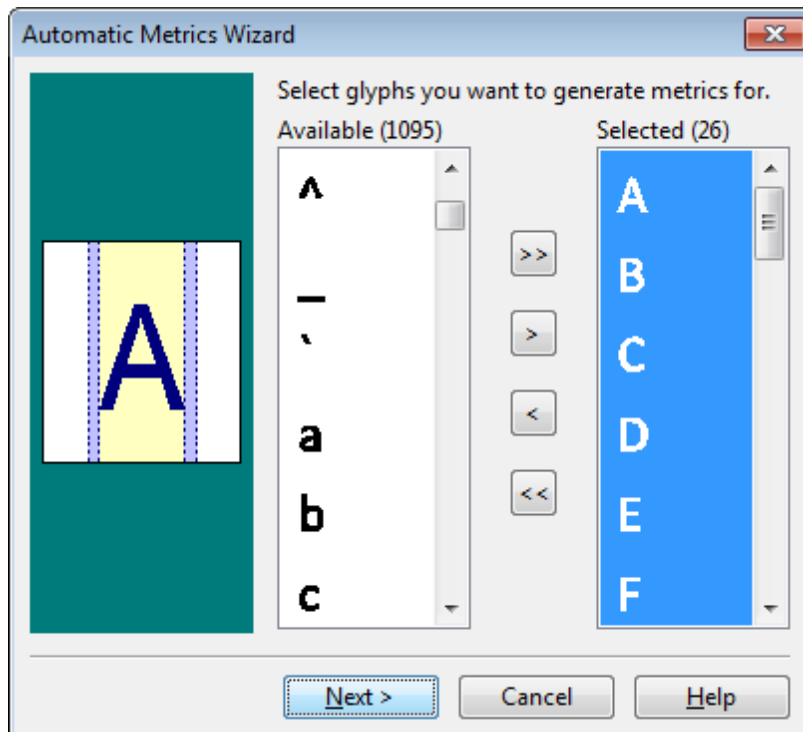 Automatic Metrics Wizard
Select glyphs you want to generate metrics for.
Available (1095)
Selected (26)
A
^
_
`
a
b
c
>>
>
<
<<
A
B
C
D
E
F
Next >
Cancel
Help